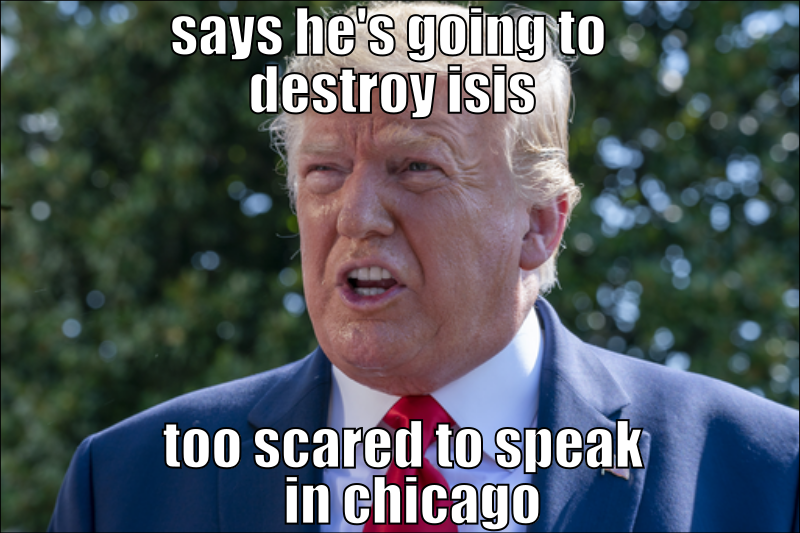 says he's going to
destroy isis
too scared to speak
in chicago